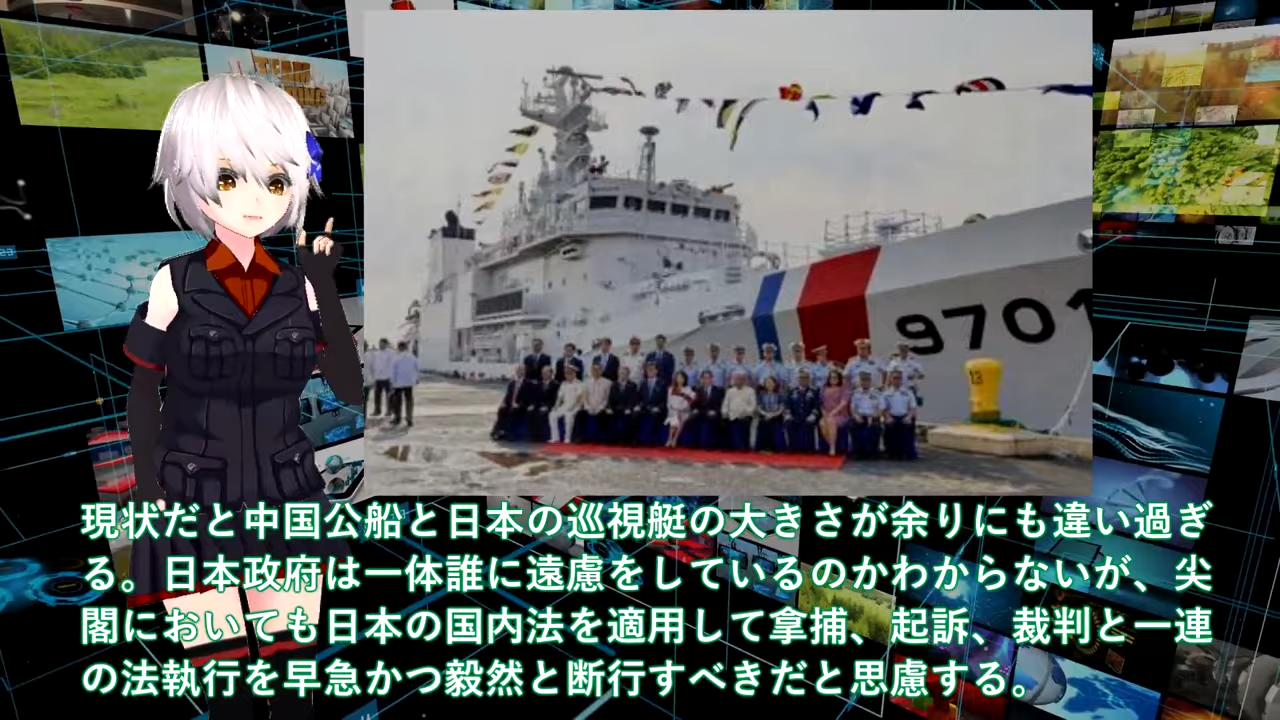 TEAM
9701
13
現状だと中国公船と日本の巡視艇の大きさが余りにも違い過ぎ
る。日本政府は一体誰に遠慮をしているのかわからないが、尖
閣においても日本の国内法を適用して拿捕、起訴、裁判と一連
の法執行を早急かつ毅然と断行すべきだと思慮する。